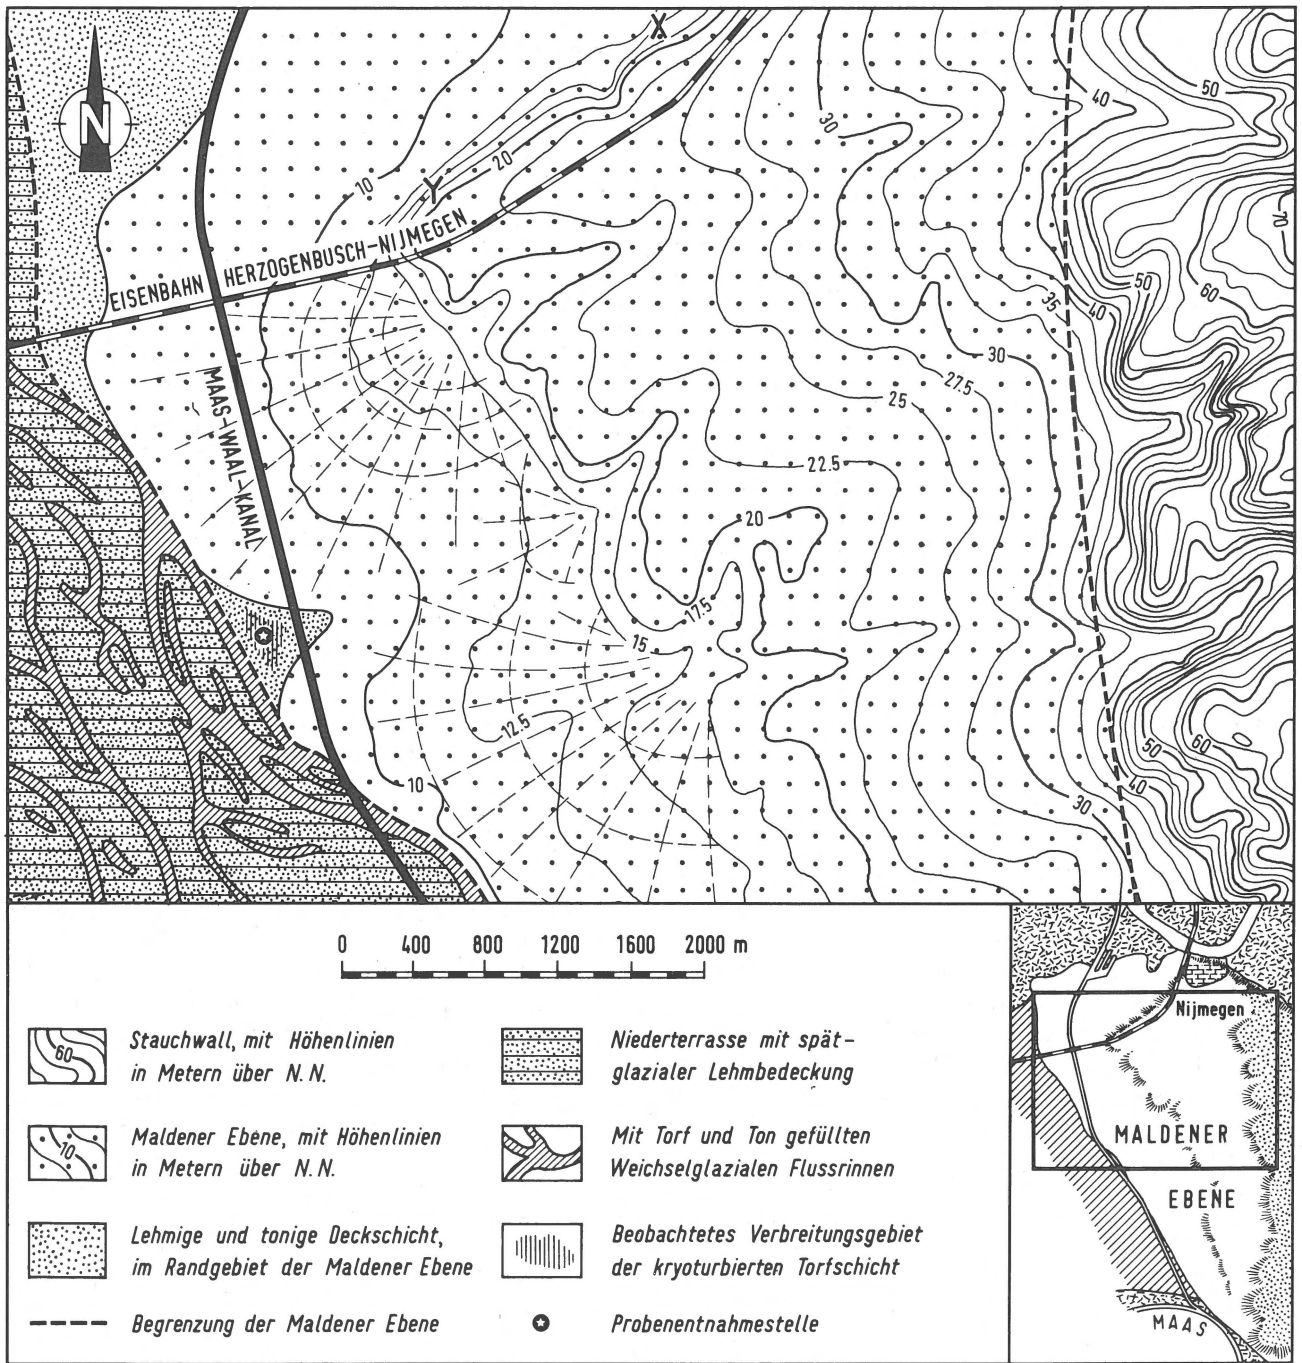 X
50
40
30
N
20
Y
10
70
EISENBAHN HERZOGENBUSCH-NIJMEGEN
50
60
35
40
30
27.5
25
MAAS-WAAL-KANAL
22.5
20
17.5
15
12.5
50
60
10
40
30
0 400 800 1200 1600 2000 m
60
Stauchwall, mit Höhenlinien
in Metern über N.N.
10
Maldener Ebene, mit Höhenlinien
in Metern über N.N.
Lehmige und tonige Deckschicht,
im Randgebiet der Maldener Ebene
Begrenzung der Maldener Ebene
Niederterrasse mit spät-
glazialer Lehmbedeckung
Mit Torf und Ton gefüllten
Weichselglazialen Flussrinnen
Beobachtetes Verbreitungsgebiet
der kryoturbierten Torfschicht
Probenentnahmestelle
Nijmegen
MALDENER
EBENE
MAAS